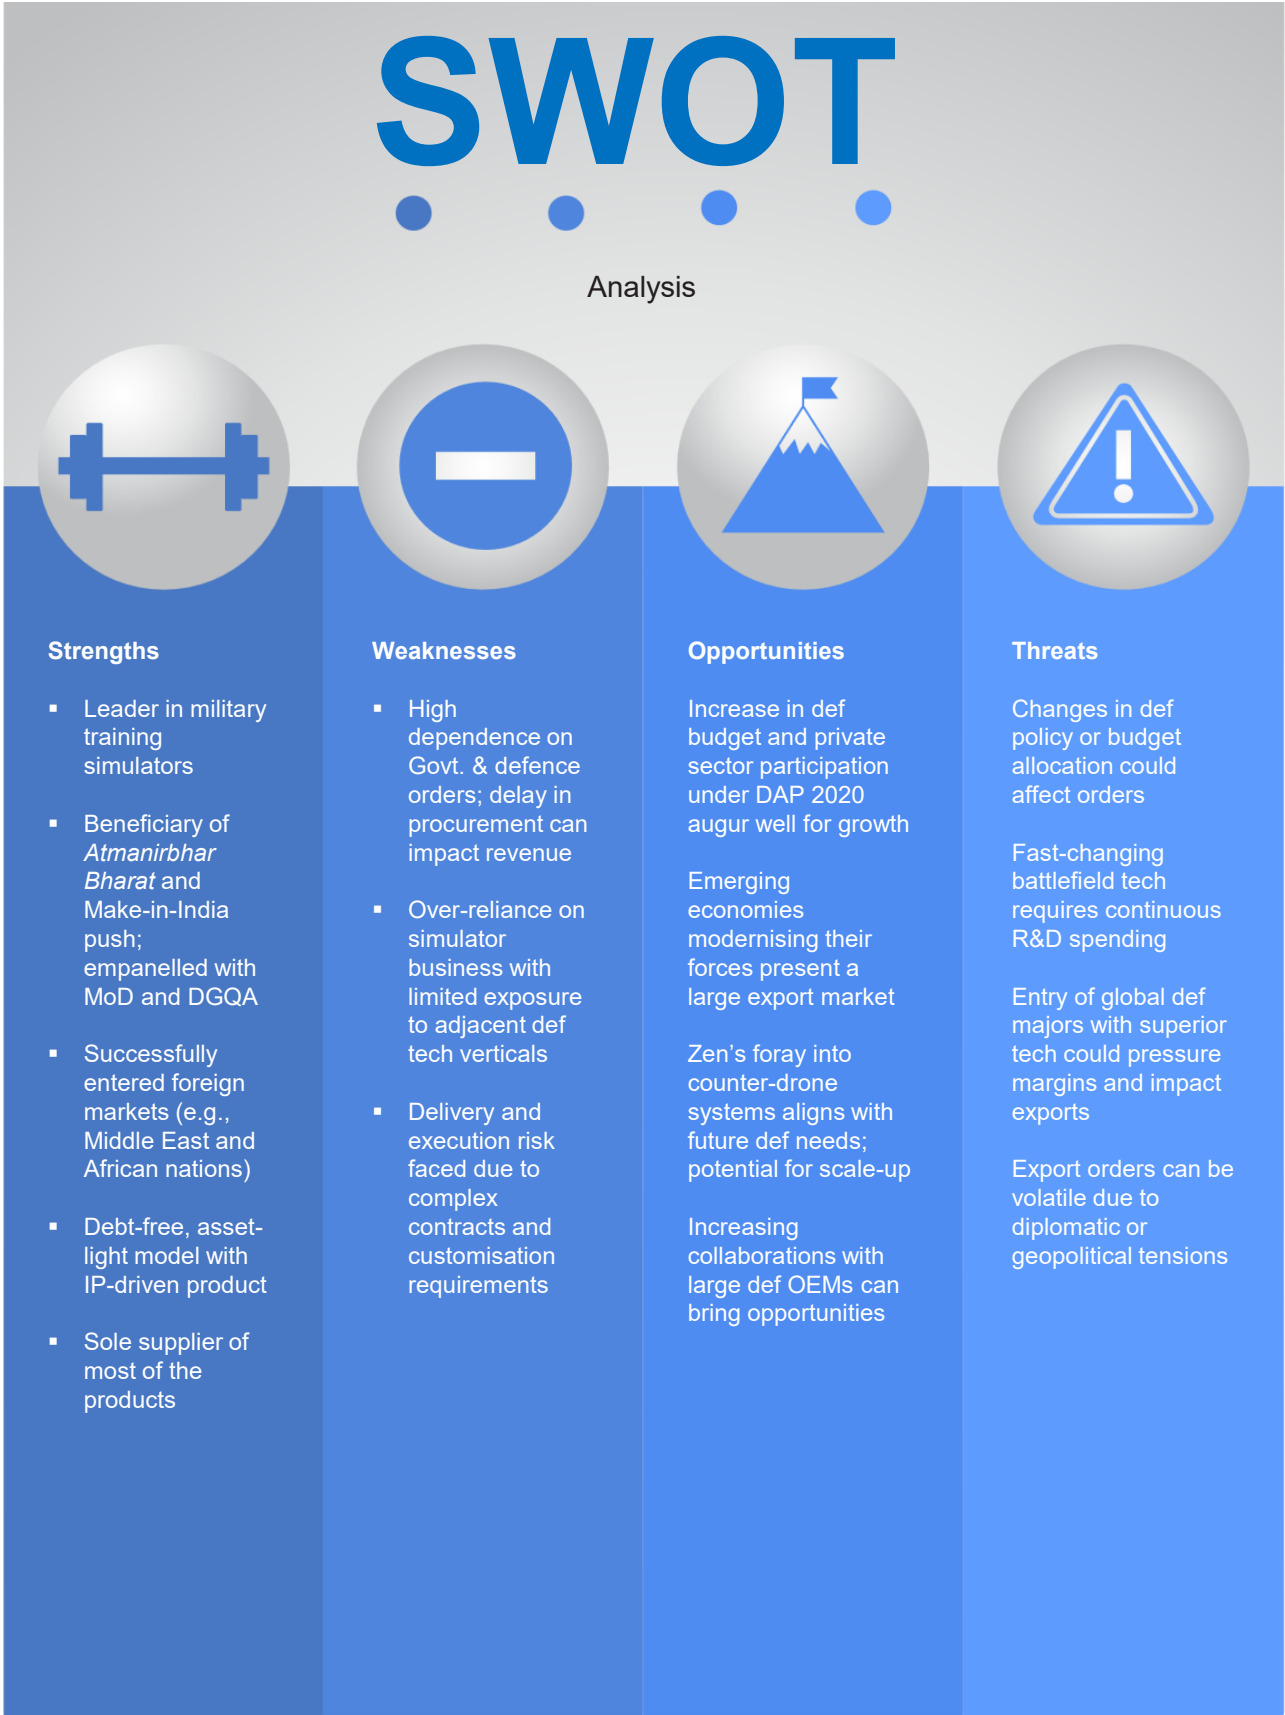 SWOT
Analysis
Strengths
▪ Leader in military
training
simulators
▪ Beneficiary of
Atmanirbhar
Bharat and
Make-in-India
push;
empanelled with
MoD and DGQA
▪ Successfully
entered foreign
markets (e.g.,
Middle East and
African nations)
▪ Debt-free, asset-
light model with
IP-driven product
▪ Sole supplier of
most of the
products
Weaknesses
▪ High
dependence on
Govt. & defence
orders; delay in
procurement can
impact revenue
▪ Over-reliance on
simulator
business with
limited exposure
to adjacent def
tech verticals
▪ Delivery and
execution risk
faced due to
complex
contracts and
customisation
requirements
Opportunities
Increase in def
budget and private
sector participation
under DAP 2020
augur well for growth
Emerging
economies
modernising their
forces present a
large export market
Zen’s foray into
counter-drone
systems aligns with
future def needs;
potential for scale-up
Increasing
collaborations with
large def OEMs can
bring opportunities
Threats
Changes in def
policy or budget
allocation could
affect orders
Fast-changing
battlefield tech
requires continuous
R&D spending
Entry of global def
majors with superior
tech could pressure
margins and impact
exports
Export orders can be
volatile due to
diplomatic or
geopolitical tensions